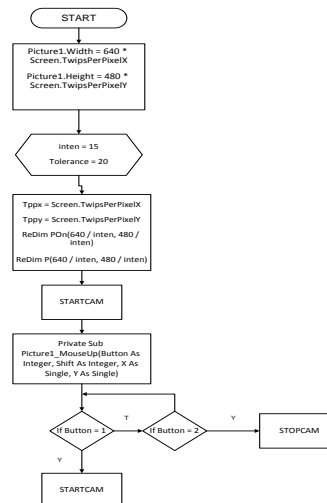 START
Picture1.Width = 640 *
Screen.TwipsPerPixelX
Picture1.Height = 480 *
Screen.TwipsPerPixelY
inten = 15
Tolerance = 20
Tppx = Screen.TwipsPerPixelX
Tppy = Screen.TwipsPerPixelY
ReDim POn(640 / inten, 480 /
inten)
ReDim P(640 / inten, 480 / inten)
STARTCAM
Private Sub
Picture1_MouseUp(Button As
Integer, Shift As Integer, X As
Single, Y As Single)
If Button = 1
T
If Button = 2
Y
STOPCAM
Y
STARTCAM